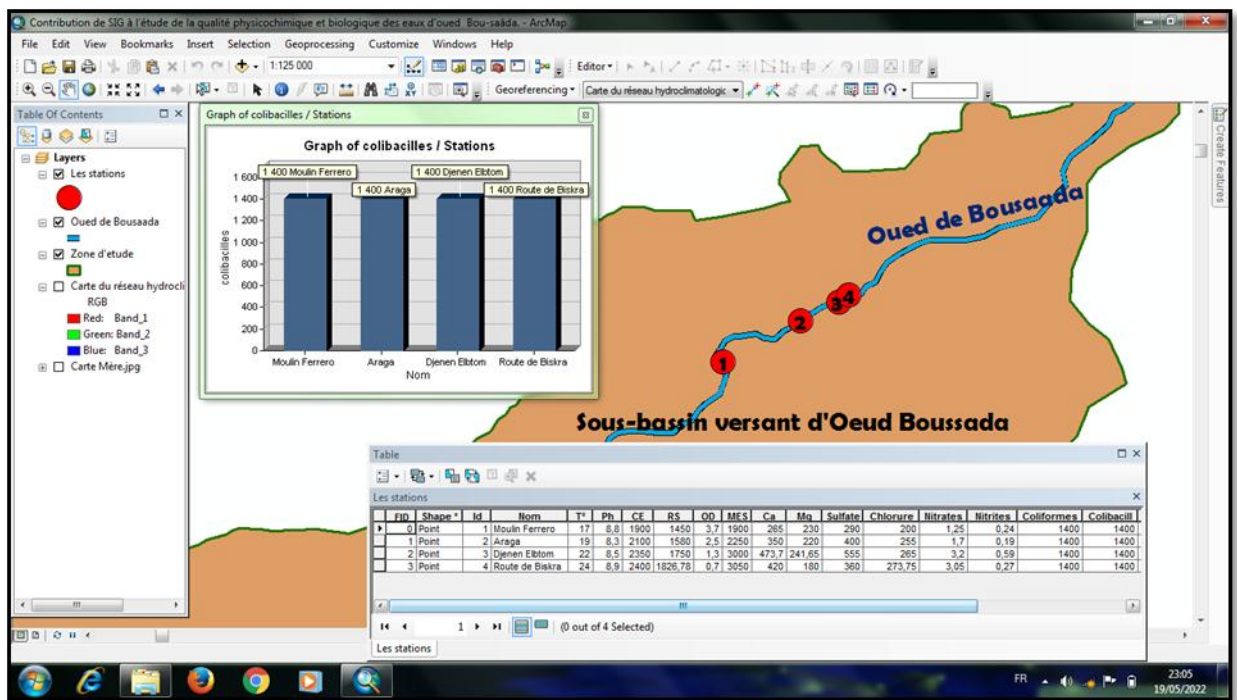 Contribution de SIG à l'étude de la qualité physicochimique et biologique des eaux d'oued Bou-saâda. - ArcMap
File Edit View Bookmarks Insert Selection Geoprocessing Customize Windows Help
1:125 000
Editor
Georeferencing
Carte du réseau hydroclimatologic
Table Of Contents
Layers
Les stations
Oued de Bousaada
Zone d'etude
Carte du réseau hydrocli
RGB
Red: Band_1
Green: Band_2
Blue: Band_3
Carte Mère.jpg
Graph of colibacilles / Stations
Graph of colibacilles / Stations
1 400 Moulin Ferrero
1 400 Araga
1 400 Djenen Elbtom
1 400 Route de Biskra
colibacilles
1 600
1 400
1 200
1 000
800
600
400
200
0
Moulin Ferrero Araga Djenen Elbtom Route de Biskra
Nom
Oued de Bousaada
1
2
3
4
Sous-bassin versant d'Oeud Boussada
Create Features
Table
Les stations
FID Shape * Id Nom T° Ph CE RS OD MES Ca Mg Sulfate Chlorure Nitrates Nitrites Coliformes Colibacill
0 Point 1 Moulin Ferrero 17 8,8 1900 1450 3,7 1900 265 230 290 200 1,25 0,24 1400 1400
1 Point 2 Araga 19 8,3 2100 1580 2,5 2250 350 220 400 255 1,7 0,19 1400 1400
2 Point 3 Djenen Elbtom 22 8,5 2350 1750 1,3 3000 473,7 241,65 555 265 3,2 0,59 1400 1400
3 Point 4 Route de Biskra 24 8,9 2400 1826,78 0,7 3050 420 180 360 273,75 3,05 0,27 1400 1400
1
(0 out of 4 Selected)
Les stations
FR
23:05
19/05/2022